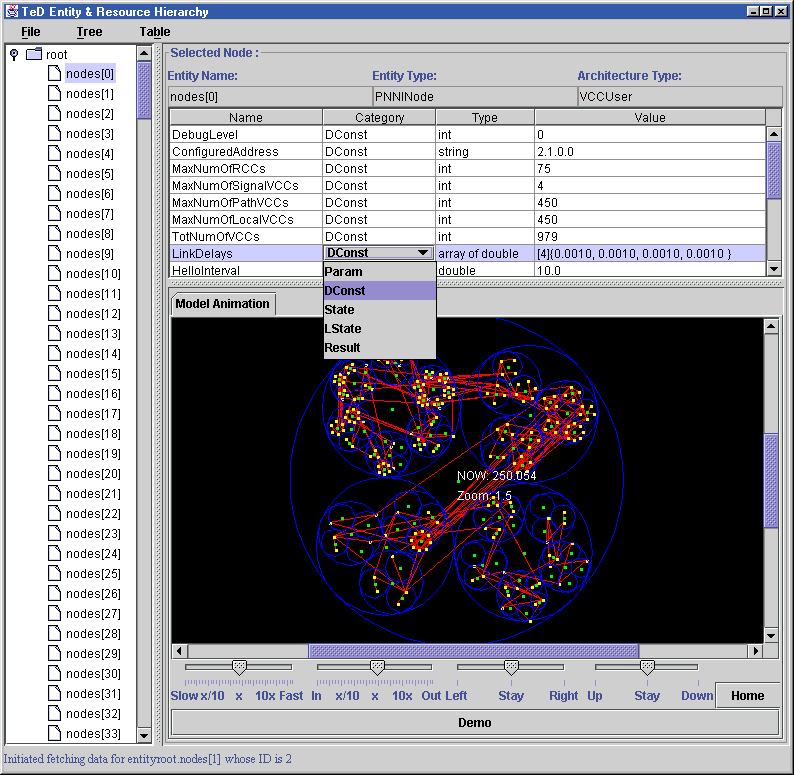 TeD Entity & Resource Hierarchy
File Tree Table
root
nodes[0]
nodes[1]
nodes[2]
nodes[3]
nodes[4]
nodes[5]
nodes[6]
nodes[7]
nodes[8]
nodes[9]
nodes[10]
nodes[11]
nodes[12]
nodes[13]
nodes[14]
nodes[15]
nodes[16]
nodes[17]
nodes[18]
nodes[19]
nodes[20]
nodes[21]
nodes[22]
nodes[23]
nodes[24]
nodes[25]
nodes[26]
nodes[27]
nodes[28]
nodes[29]
nodes[30]
nodes[31]
nodes[32]
nodes[33]
Selected Node :
Entity Name: Entity Type: Architecture Type:
nodes[0] PNNINode VCCUser
Name Category Type Value
DebugLevel DConst int 0
ConfiguredAddress DConst string 2.1.0.0
MaxNumOfRCCs DConst int 75
MaxNumOfSignalVCCs DConst int 4
MaxNumOfPathVCCs DConst int 450
MaxNumOfLocalVCCs DConst int 450
TotNumOfVCCs DConst int 979
LinkDelays DConst array of double [4]{0.0010, 0.0010, 0.0010, 0.0010 }
HelloInterval double 10.0
Param
DConst
State
LState
Result
Model Animation
NOW: 250.054
Zoom: 1.5
Slow x/10 x 10x Fast In x/10 x 10x Out Left Stay Right Up Stay Down Home
Demo
Initiated fetching data for entityroot.nodes[1] whose ID is 2